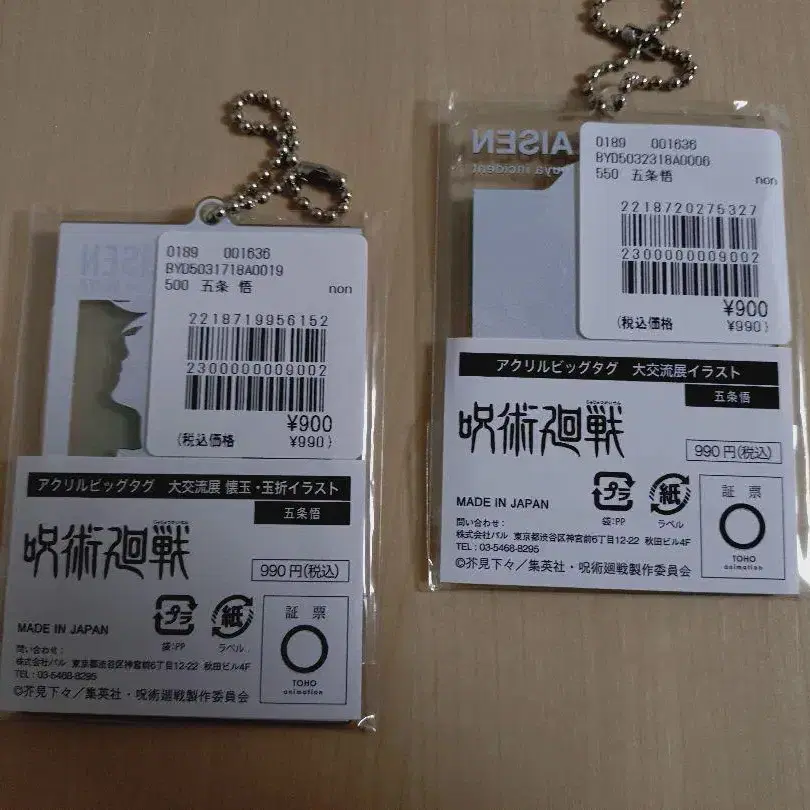 0189 001636
BYD5031718A0019
500 五条 悟 non
2218719956152
2300000009002
¥900
(税込価格 ¥990)
アクリルビッグタグ 大交流展 懐玉・玉折イラスト
五条悟
呪術廻戦
990円(税込)
プラ
袋:PP
紙
ラベル
MADE IN JAPAN
問い合わせ:
株式会社パル 東京都渋谷区神宮前6丁目12-22 秋田ビル4F
TEL:03-5468-8295
©芥見下々/集英社・呪術廻戦製作委員会
証票
TOHO
animation
AISEN
uya incident
0189 001636
BYD5032318A0006
550 五条悟 non
2218720275327
2300000009002
¥900
(税込価格 ¥990)
アクリルビッグタグ 大交流展イラスト
五条悟
呪術廻戦
990円(税込)
MADE IN JAPAN
プラ
袋:PP
紙
ラベル
問い合わせ:
株式会社パル 東京都渋谷区神宮前6丁目12-22 秋田ビル4F
TEL:03-5468-8295
©芥見下々/集英社・呪術廻戦製作委員会
証票
TOHO
animation